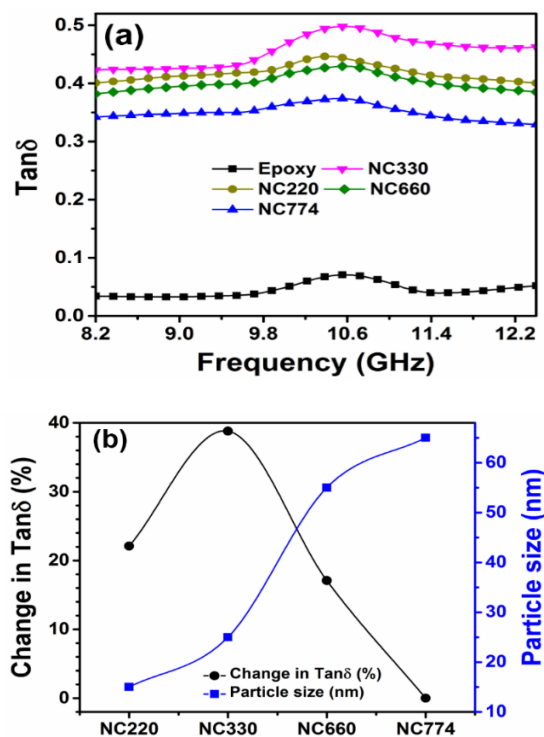 (a)
0.5
0.4
0.3
0.2
0.1
0.0
Tanδ
Epoxy
NC330
NC220
NC660
NC774
8.2
9.0
9.8
10.6
11.4
12.2
Frequency (GHz)
(b)
40
30
20
10
0
Change in Tanδ (%)
60
50
40
30
20
10
Particle size (nm)
Change in Tanδ (%)
Particle size (nm)
NC220
NC330
NC660
NC774